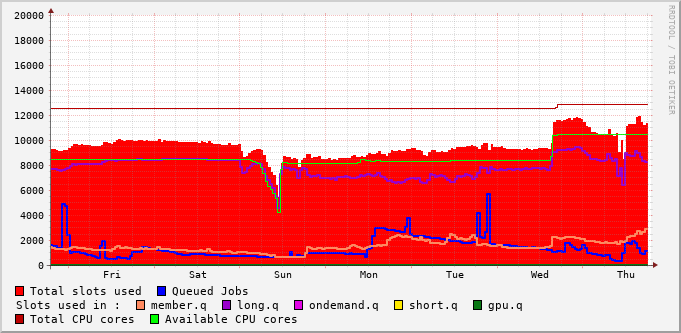 RRDTOOL / TOBI OETIKER
20000
18000
16000
14000
12000
10000
8000
6000
4000
2000
0
Fri Sat Sun Mon Tue Wed Thu
Total slots used Queued Jobs
Slots used in : member.q long.q ondemand.q short.q gpu.q
Total CPU cores Available CPU cores